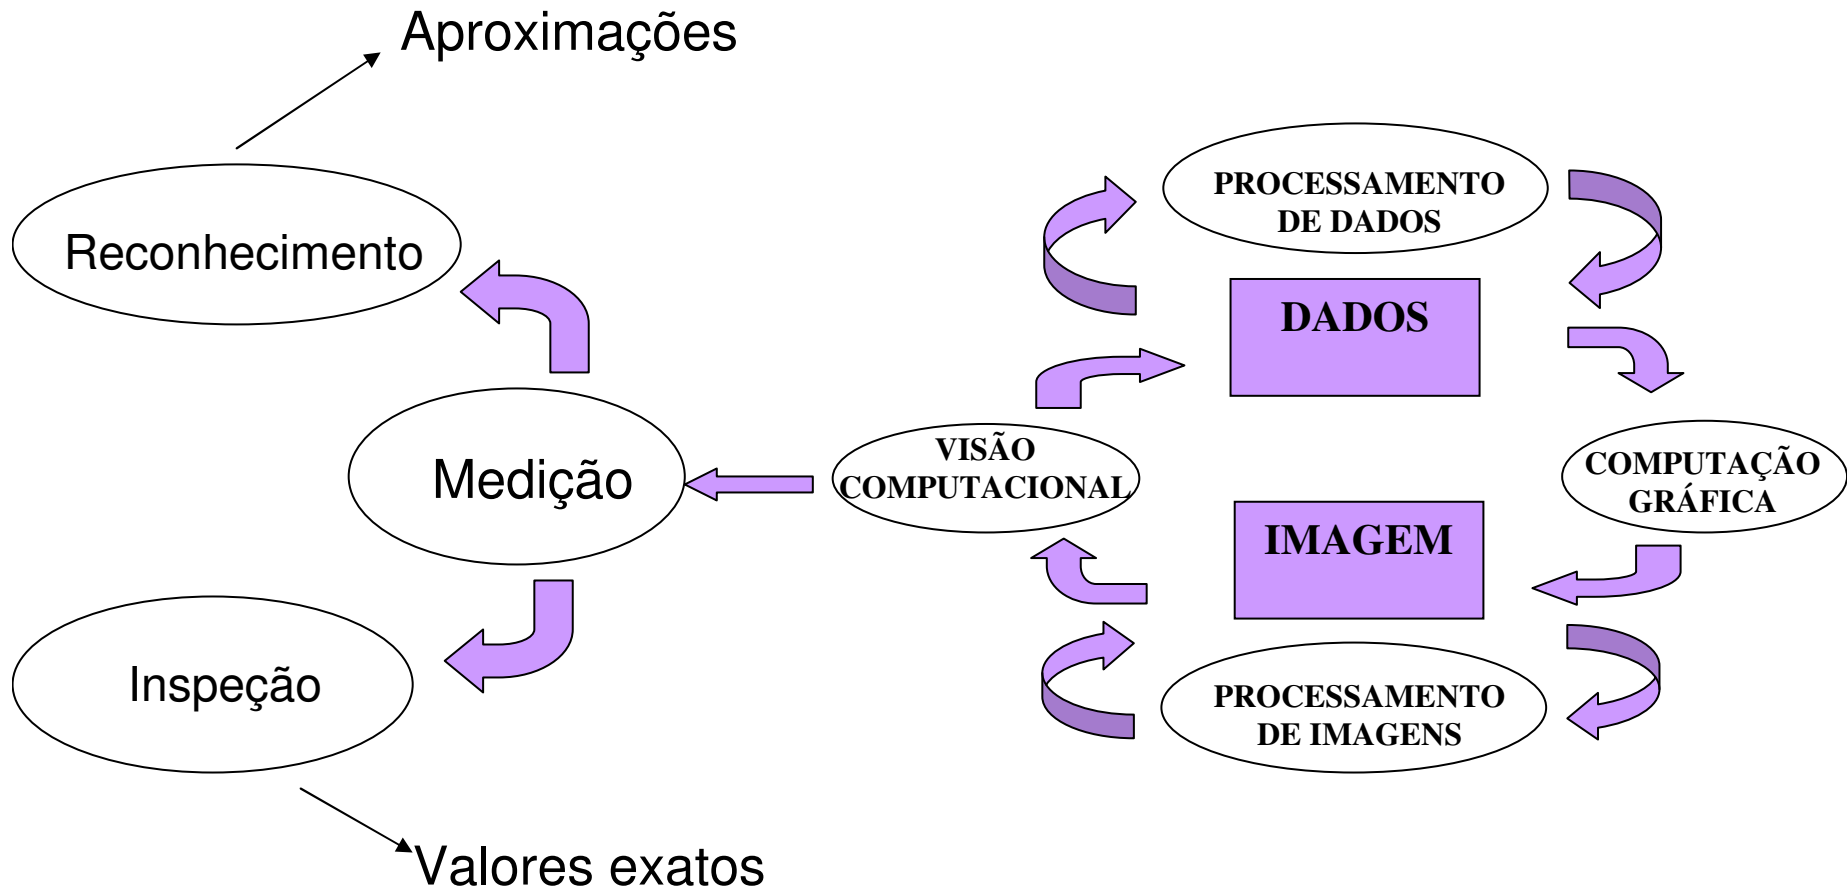 Aproximações
Reconhecimento
Medição
Inspeção
Valores exatos
PROCESSAMENTO
DE DADOS
DADOS
VISÃO
COMPUTACIONAL
COMPUTAÇÃO
GRÁFICA
IMAGEM
PROCESSAMENTO
DE IMAGENS